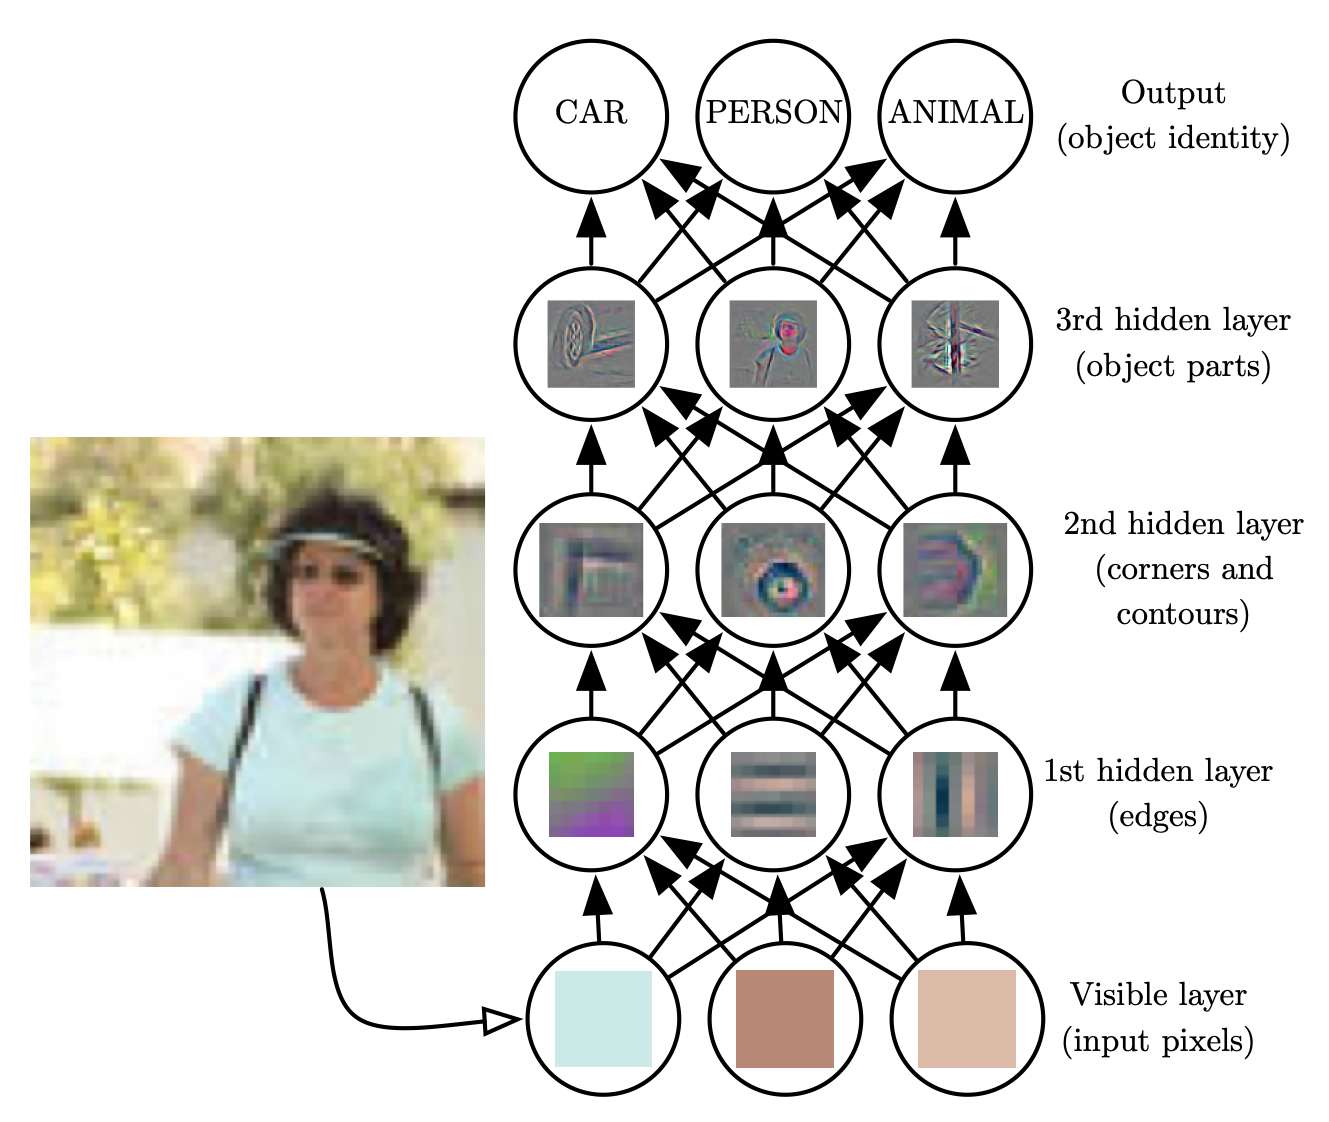 CAR
PERSON
ANIMAL
Output
(object identity)
3rd hidden layer
(object parts)
2nd hidden layer
(corners and
contours)
1st hidden layer
(edges)
Visible layer
(input pixels)